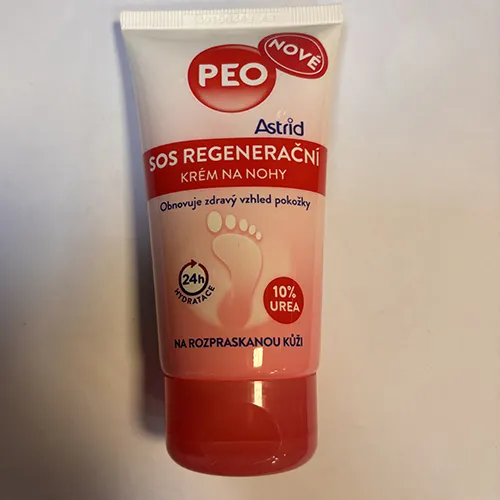 NOVÉ
PEO
Astrid
SOS REGENERAČNÍ
KRÉM NA NOHY
Obnovuje zdravý vzhled pokožky
24h
HYDRATACE
10%
UREA
NA ROZPRASKANOU KŮŽI